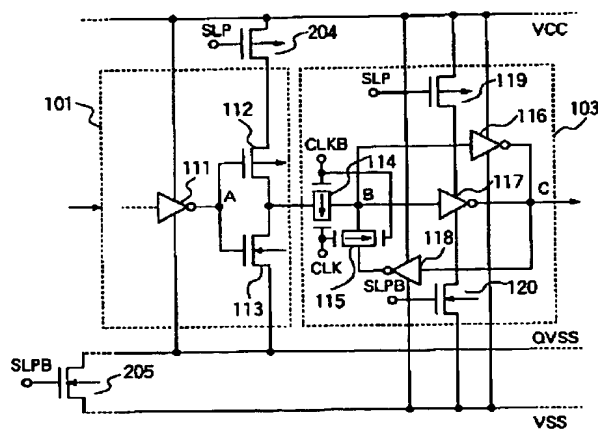 SLP
204
VCC
101
112
SLP
119
116
103
CLKB
114
111
A
B
117
C
118
113
CLK
115
SLPB
120
QVSS
SLPB
205
VSS